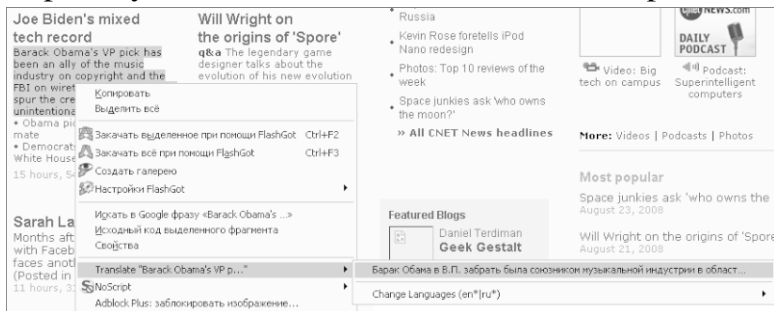 Joe Biden's mixed
tech record
Barack Obama's VP pick has
been an ally of the music
industry on copyright and the
FBI on wiret
spur the cre
unintentiona
• Obama pi
mate
• Democrat
White House
15 hours, 5
Sarah La
Months aft
with Faceb
faces anot
(Posted in
11 hours, 3
Will Wright on
the origins of 'Spore'
q&a The legendary game
designer talks about the
evolution of his new evolution
Копировать
Выделить всё
Закачать выделенное при помощи FlashGot Ctrl+F2
Закачать всё при помощи FlashGot Ctrl+F3
Создать галерею
Настройки FlashGot
Искать в Google фразу «Barack Obama's ...»
Исходный код выделенного фрагмента
Свойства
Translate "Barack Obama's VP p..."
NoScript
Adblock Plus: заблокировать изображение...
Барак Обама в В.П. забрать была союзником музыкальной индустрии в област...
Change Languages (en*|ru*)
Russia
• Kevin Rose foretells iPod
Nano redesign
• Photos: Top 10 reviews of the
week
• Space junkies ask 'who owns
the moon?'
» All CNET News headlines
Featured Blogs
Daniel Terdiman
Geek Gestalt
cnet NEWS.com
DAILY
PODCAST
Video: Big
tech on campus
Podcast:
Superintelligent
computers
More: Videos | Podcasts | Photos
Most popular
Space junkies ask 'who owns the
August 23, 2008
Will Wright on the origins of 'Spore
August 21, 2008